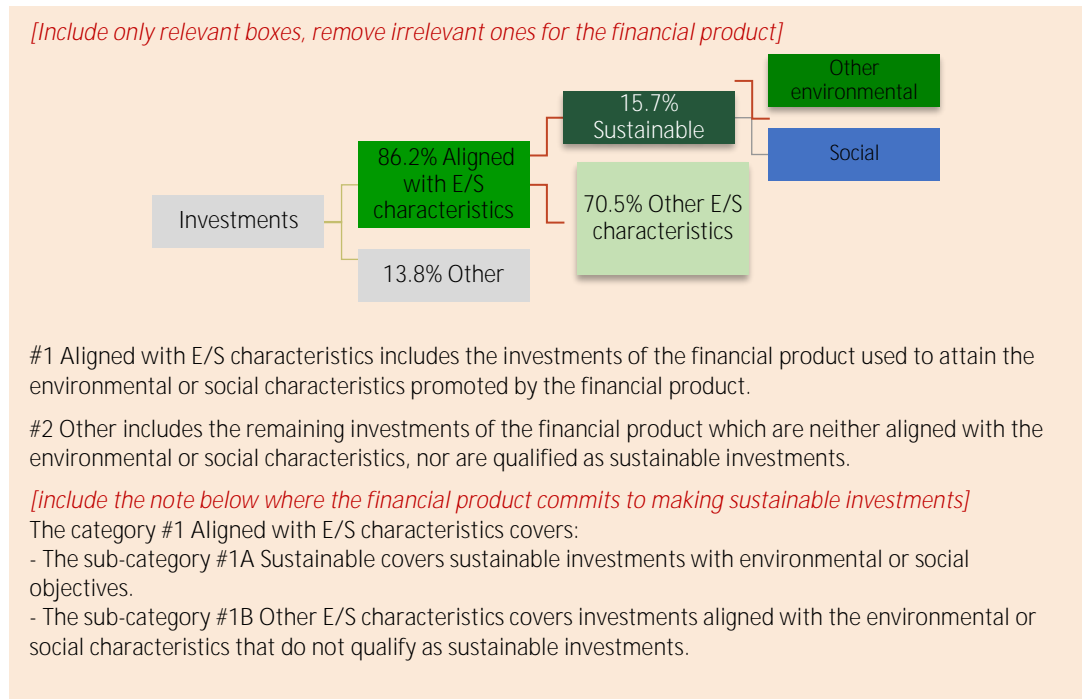 [Include only relevant boxes, remove irrelevant ones for the financial product]
Other
environmental
15.7%
Sustainable
Social
86.2% Aligned
with E/S
characteristics
70.5% Other E/S
characteristics
Investments
13.8% Other
#1 Aligned with E/S characteristics includes the investments of the financial product used to attain the
environmental or social characteristics promoted by the financial product.
#2 Other includes the remaining investments of the financial product which are neither aligned with the
environmental or social characteristics, nor are qualified as sustainable investments.
[include the note below where the financial product commits to making sustainable investments]
The category #1 Aligned with E/S characteristics covers:
- The sub-category #1A Sustainable covers sustainable investments with environmental or social
objectives.
- The sub-category #1B Other E/S characteristics covers investments aligned with the environmental or
social characteristics that do not qualify as sustainable investments.